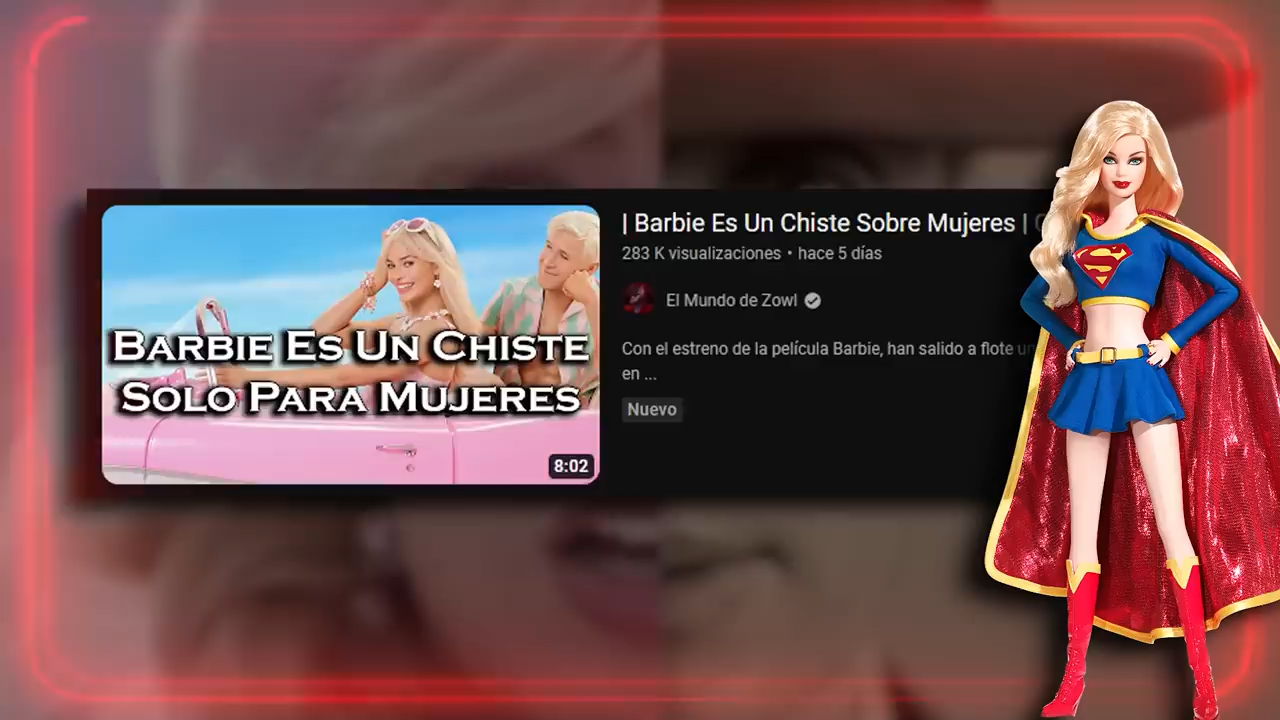 BARBIE ES UN CHISTE
SOLO PARA MUJERES
8:02
| Barbie Es Un Chiste Sobre Mujeres |
283 K visualizaciones • hace 5 días
El Mundo de Zowl
Con el estreno de la película Barbie, han salido a flote
en ...
Nuevo
S